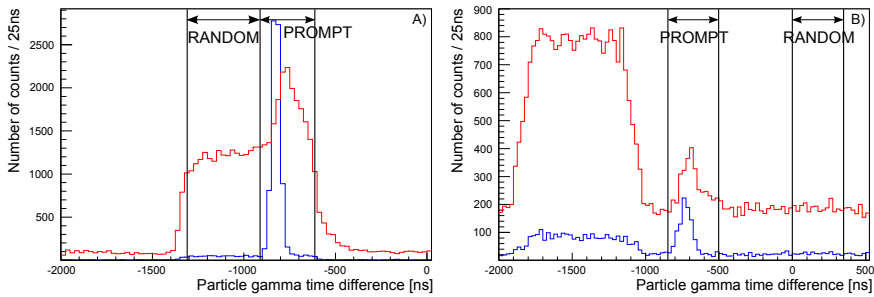 A)
RANDOM
PROMPT
Number of counts / 25ns
2500
2000
1500
1000
500
-2000
-1500
-1000
-500
0
Particle gamma time difference [ns]
B)
PROMPT
RANDOM
Number of counts / 25ns
900
800
700
600
500
400
300
200
100
-2000
-1500
-1000
-500
0
500
Particle gamma time difference [ns]